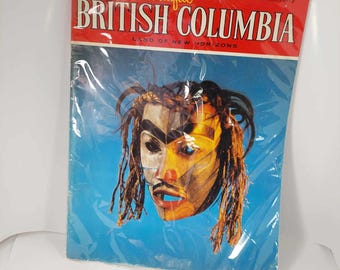 BRITISH COLUMBIA
LAND OF NEW HORIZONS